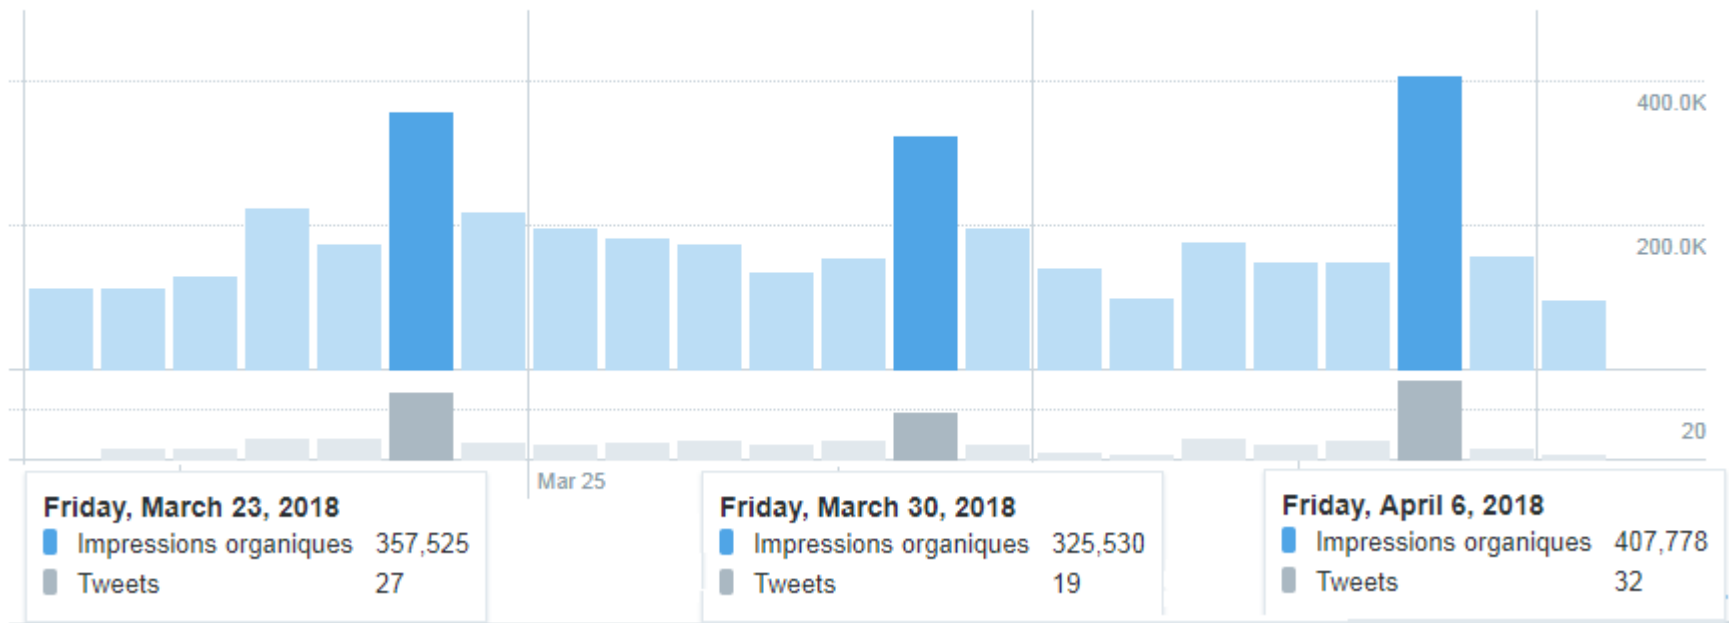 400.0K
200.0K
20
Mar 25
Friday, March 23, 2018
Impressions organiques 357,525
Tweets 27
Friday, March 30, 2018
Impressions organiques 325,530
Tweets 19
Friday, April 6, 2018
Impressions organiques 407,778
Tweets 32